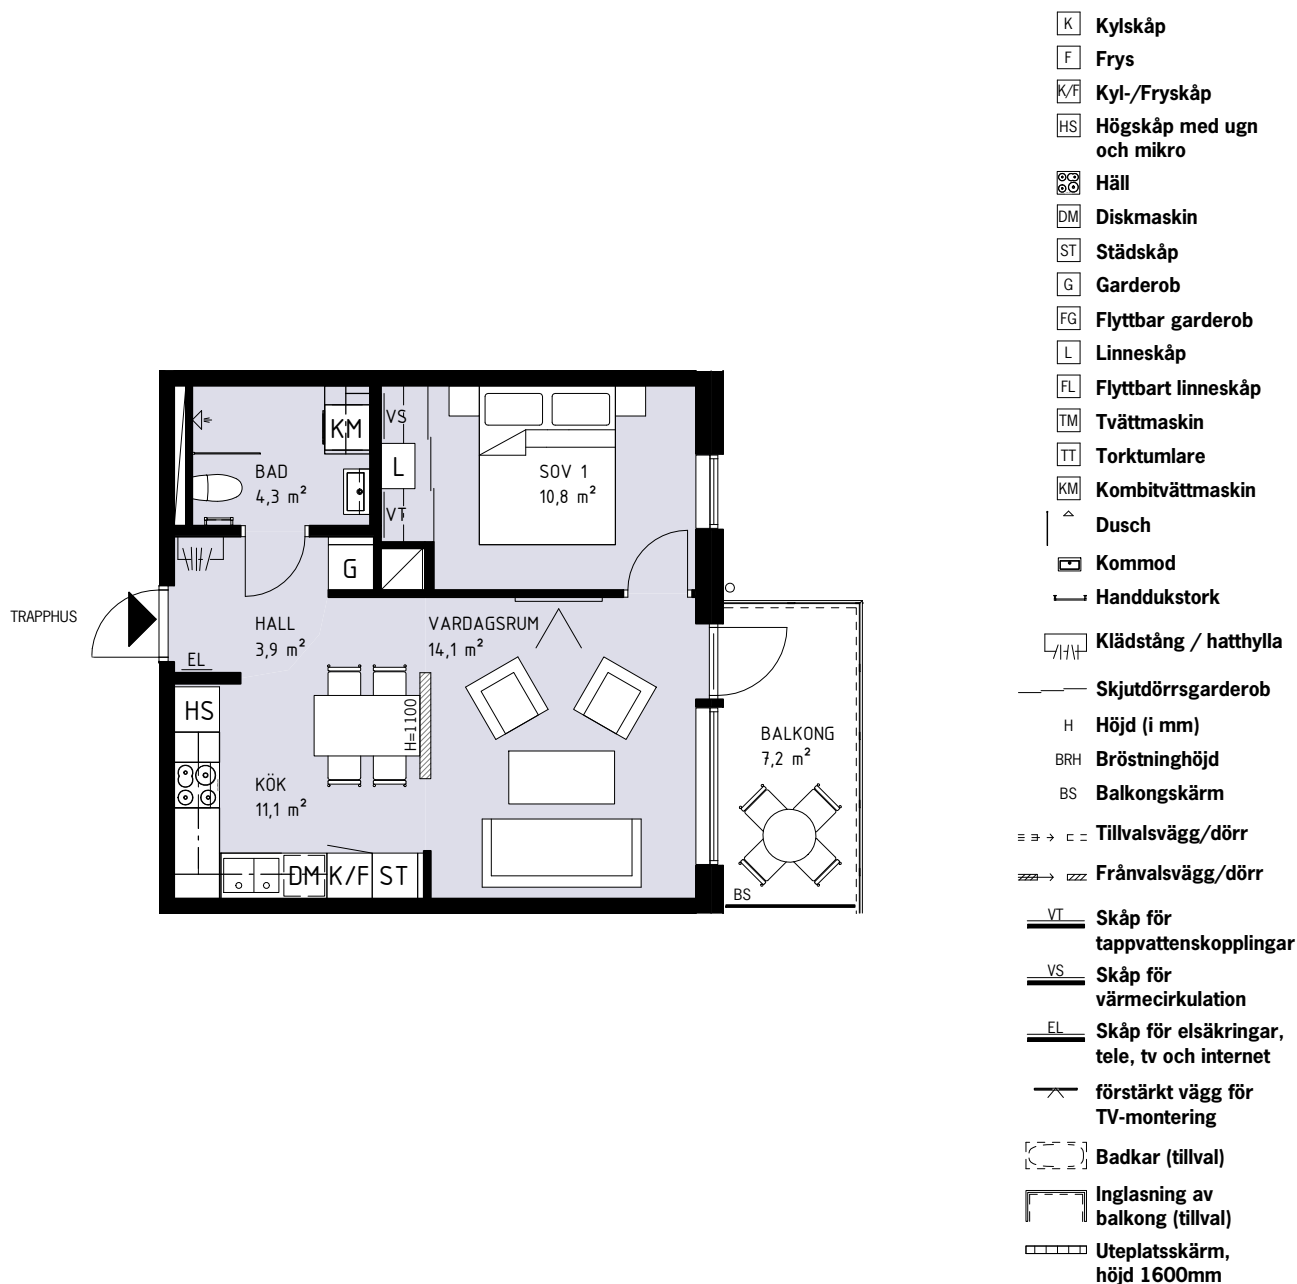 K Kylskåp
F Frys
K/F Kyl-/Fryskåp
HS Högskåp med ugn
och mikro
Häll
DM Diskmaskin
ST Städskåp
G Garderob
FG Flyttbar garderob
L Linneskåp
FL Flyttbart linneskåp
TM Tvättmaskin
TT Torktumlare
KM Kombitvättmaskin
Dusch
Kommod
Handdukstork
Klädstång / hatthylla
Skjutdörrsgarderob
H Höjd (i mm)
BRH Bröstninghöjd
BS Balkongskärm
Tillvalsvägg/dörr
Frånvalsvägg/dörr
VT Skåp för
tappvattenskopplingar
VS Skåp för
värmecirkulation
EL Skåp för elsäkringar,
tele, tv och internet
förstärkt vägg för
TV-montering
Badkar (tillval)
Inglasning av
balkong (tillval)
Uteplatsskärm,
höjd 1600mm
VS
KM
L
BAD
4,3 m²
SOV 1
10,8 m²
VT
G
TRAPPHUS
HALL
3,9 m²
VARDAGSRUM
14,1 m²
EL
HS
H=1100
BALKONG
7,2 m²
KÖK
11,1 m²
DM K/F ST
BS